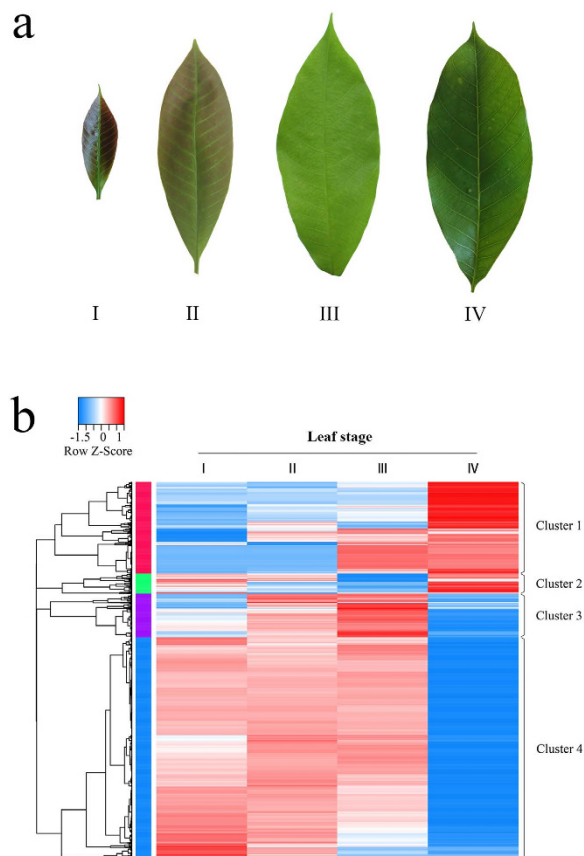 a
I II III IV
b
-1.5 0 1
Row Z-Score
Leaf stage
I II III IV
Cluster 1
Cluster 2
Cluster 3
Cluster 4